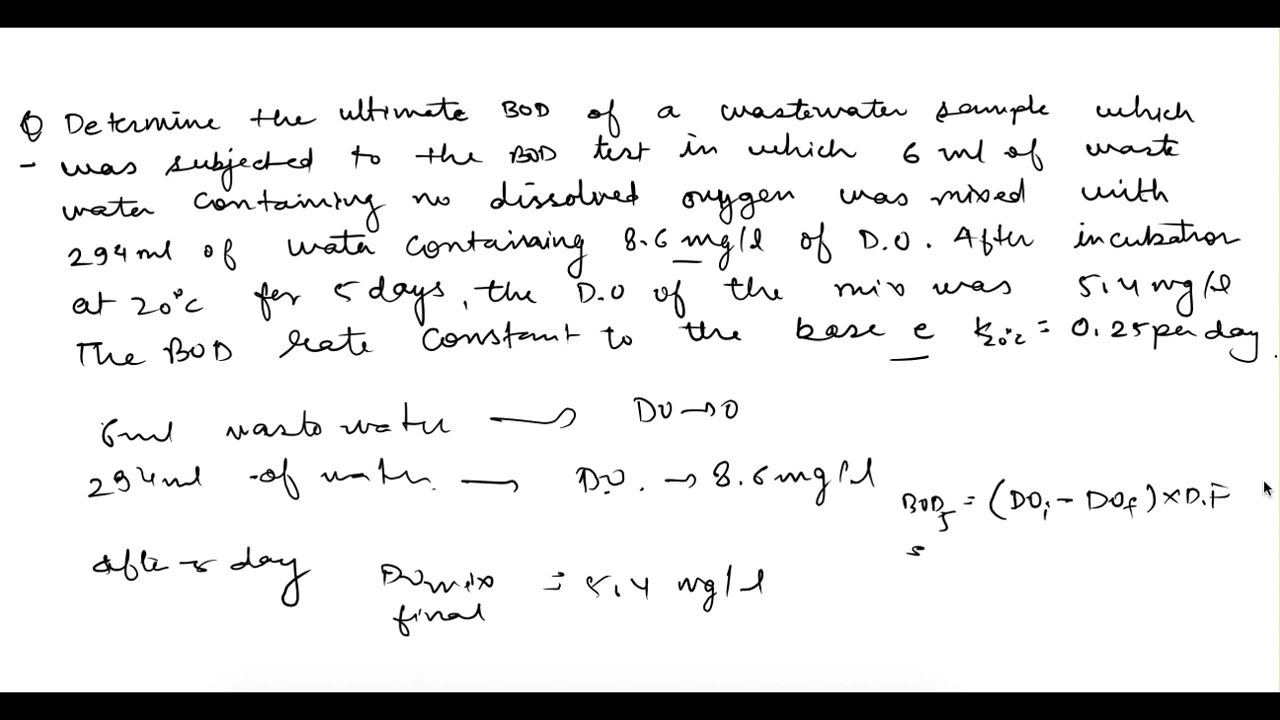 Q Determine the ultimate BOD of a wastewater sample which
- was subjected to the BOD test in which 6 ml of waste
water containing no dissolved oxygen was mixed with
294 ml of water containing 8.6 mg/l of D.O. After incubation
at 20°c for 5 days, the D.O of the mix was 5.4 mg/l
The BOD rate constant to the base e k20°c = 0.25 per day.
6ml waste water → DO → 0
294ml of water. → D.O. → 8.6 mg/l
BOD5 = (DOi - DOf) × D.F
After 5 day DO mix = 5.4 mg/l
final